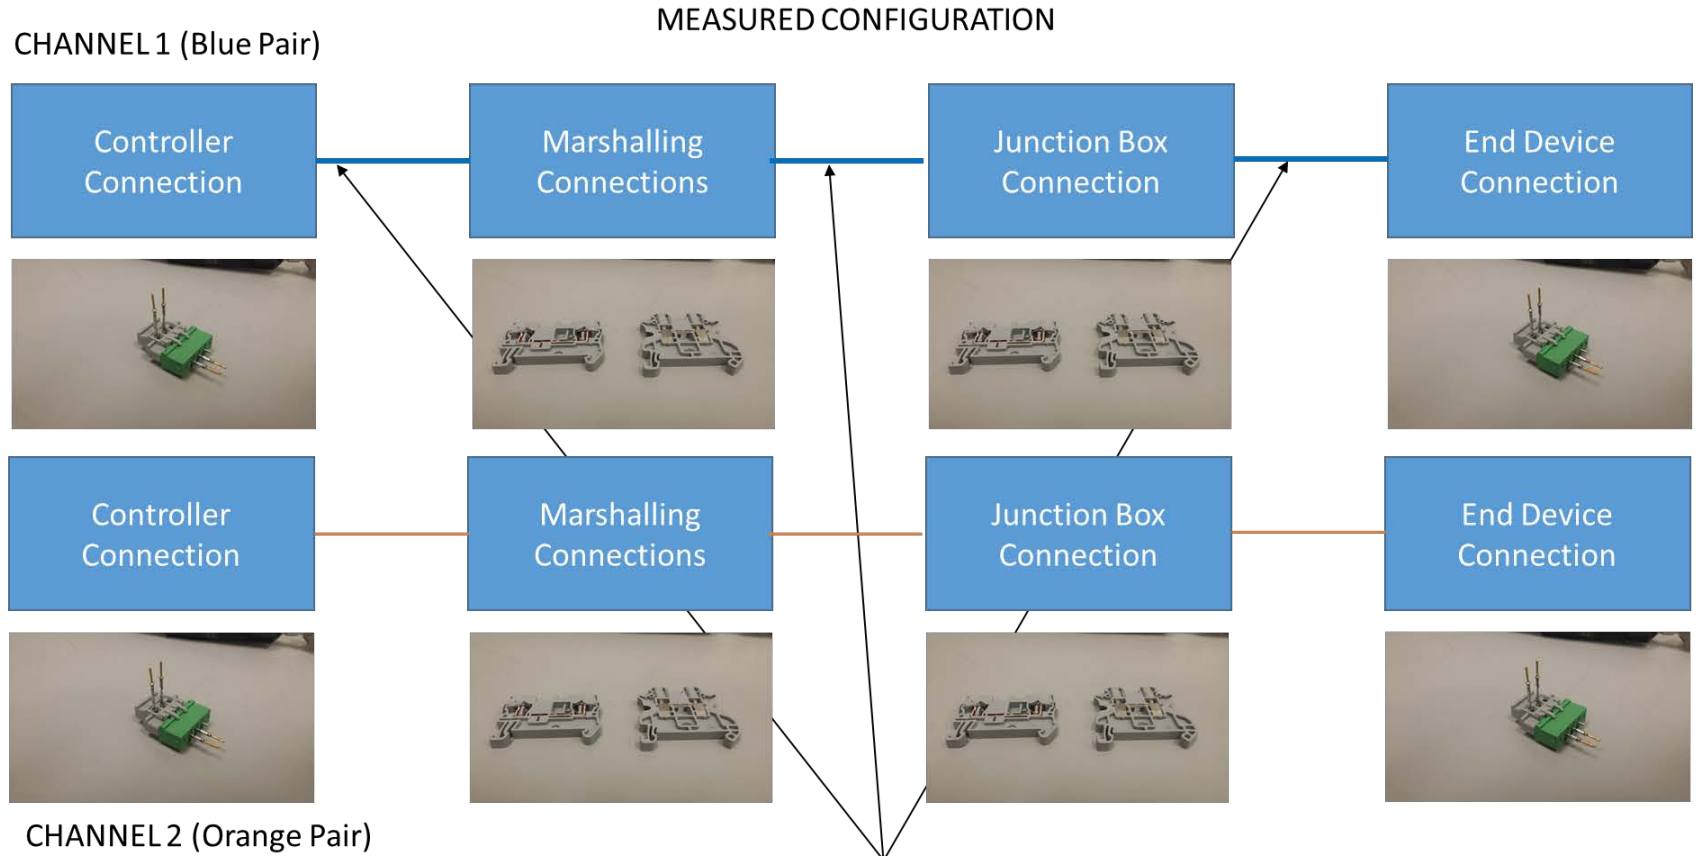 MEASURED CONFIGURATION
CHANNEL 1 (Blue Pair)
Controller
Connection
Marshalling
Connections
Junction Box
Connection
End Device
Connection
Controller
Connection
Marshalling
Connections
Junction Box
Connection
End Device
Connection
CHANNEL 2 (Orange Pair)